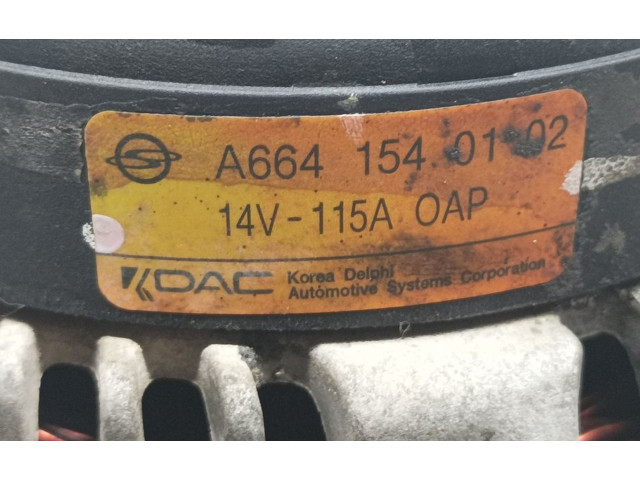 A664 154 01 02
14V-115A OAP
KDAC Korea Delphi
Automotive Systems Corporation